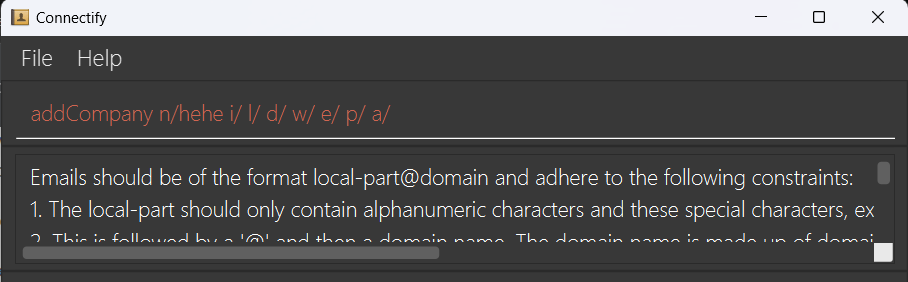 Connectify
File Help
addCompany n/hehe i/ l/ d/ w/ e/ p/ a/
Emails should be of the format local-part@domain and adhere to the following constraints:
1. The local-part should only contain alphanumeric characters and these special characters, ex
2. This is followed by a '@' and then a domain name. The domain name is made up of domai